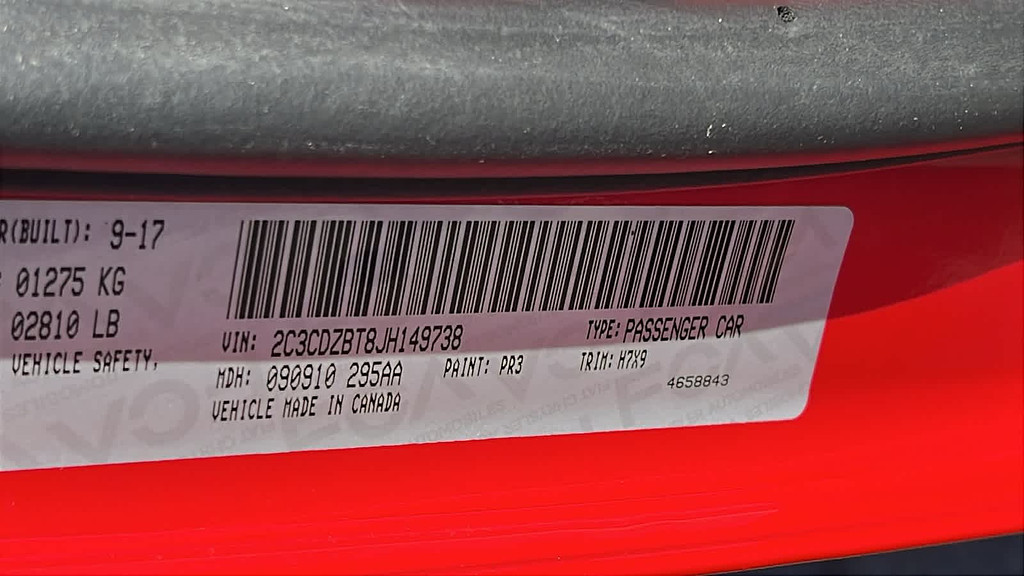 R(BUILT): 9-17
01275 KG
02810 LB
VEHICLE SAFETY,
VIN: 2C3CDZBT8JH149738 TYPE: PASSENGER CAR
MDH: 090910 295AA PAINT: PR3 TRIM: H7X9
VEHICLE MADE IN CANADA 4658843